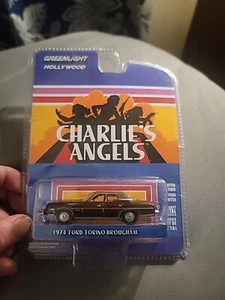 GREENLIGHT
HOLLYWOOD
CHARLIE'S
ANGELS
1974 FORD TORINO BROUGHAM